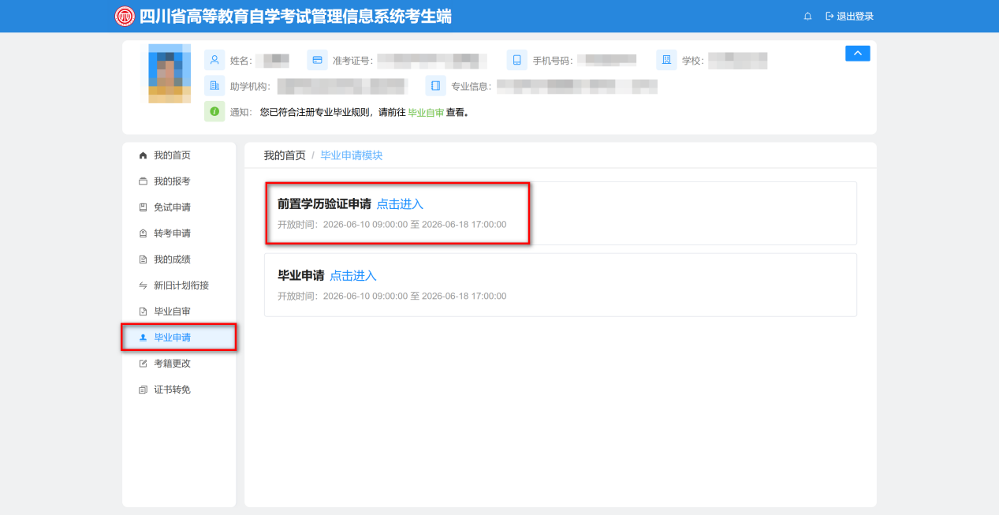 四川省高等教育自学考试管理信息系统考生端
退出登录
姓名: 准考证号: 手机号码: 学校:
助学机构: 专业信息:
通知: 您已符合注册专业毕业规则，请前往 毕业自审 查看。
我的首页
我的报考
免试申请
转考申请
我的成绩
新旧计划衔接
毕业自审
毕业申请
考籍更改
证书转免
我的首页 / 毕业申请模块
前置学历验证申请 点击进入
开放时间: 2026-06-10 09:00:00 至 2026-06-18 17:00:00
毕业申请 点击进入
开放时间: 2026-06-10 09:00:00 至 2026-06-18 17:00:00